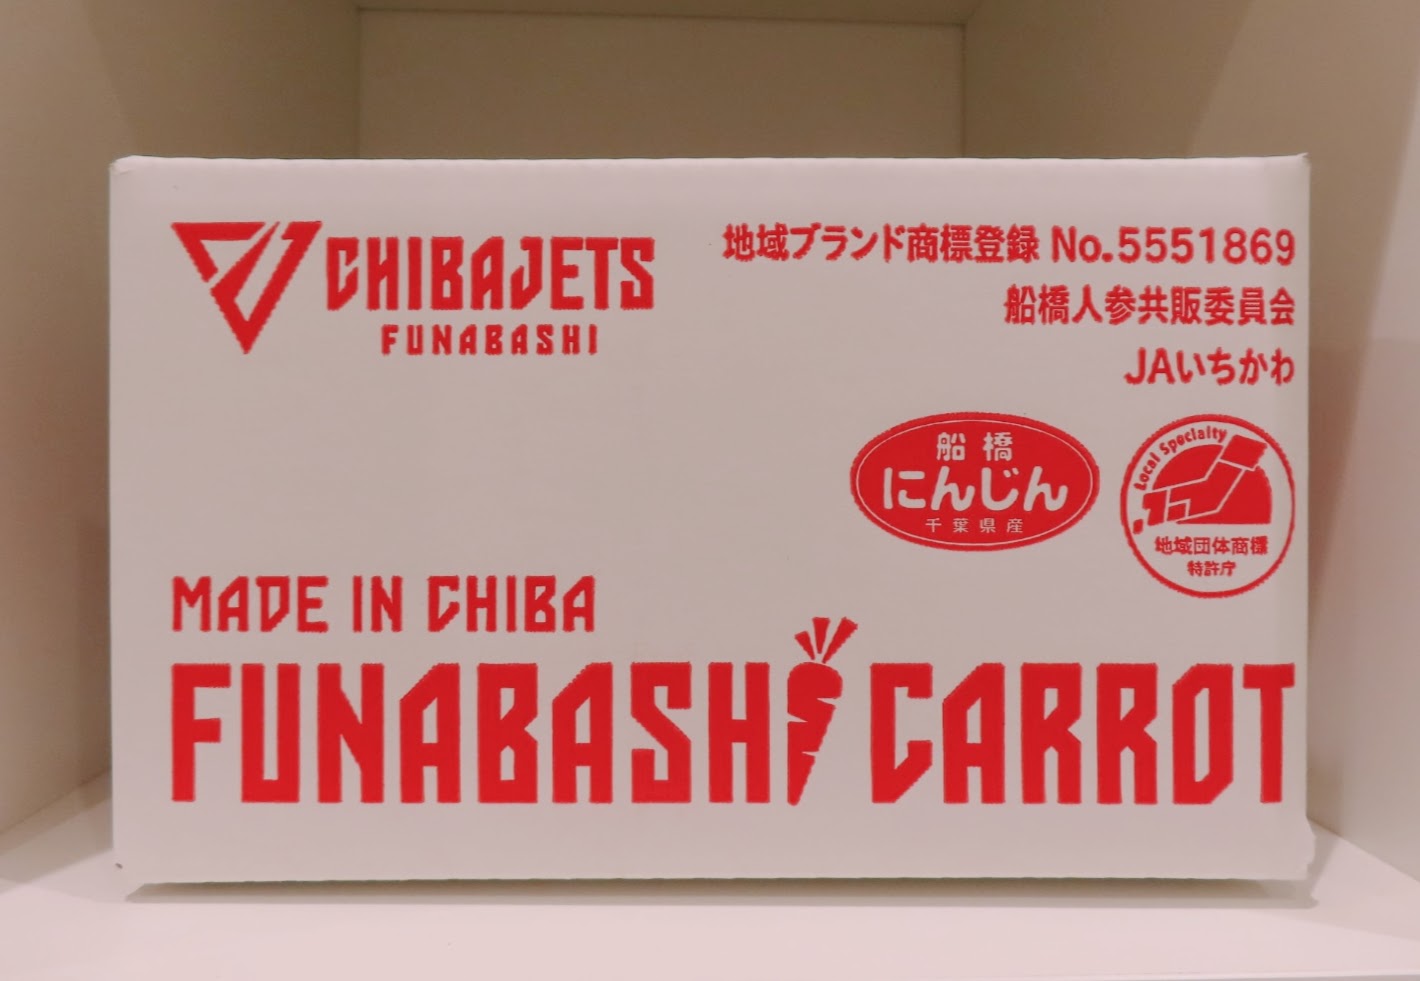 CHIBAJETS
FUNABASHI
地域ブランド商標登録 No.5551869
船橋人参共販委員会
JAいちかわ
船橋
にんじん
千葉県産
Local Specialty
地域団体商標
特許庁
MADE IN CHIBA
FUNABASHI CARROT